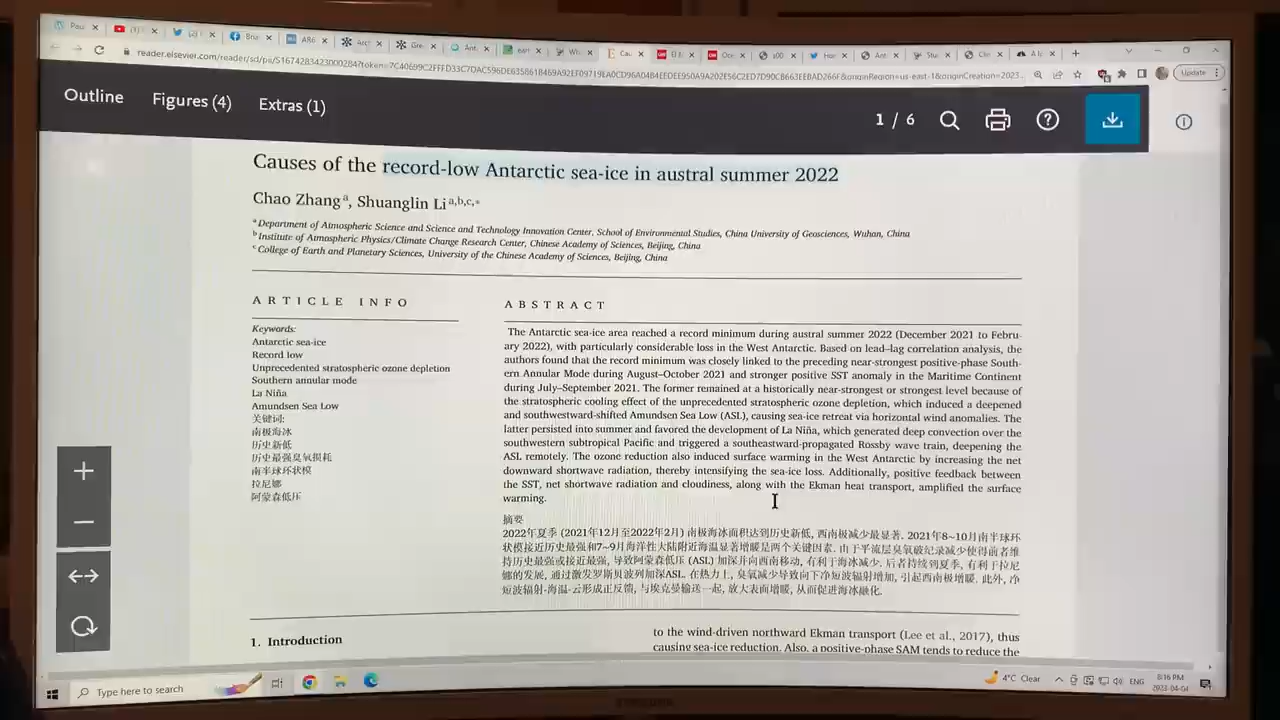 reader.elsevier.com/reader/sd/pii/S1674283423000284?token=
Update
Outline
Figures (4)
Extras (1)
1 / 6
Causes of the record-low Antarctic sea-ice in austral summer 2022
Chao Zhang a, Shuanglin Li a,b,c,*
a Department of Atmospheric Science and Science and Technology Innovation Center, School of Environmental Studies, China University of Geosciences, Wuhan, China
b Institute of Atmospheric Physics/Climate Change Research Center, Chinese Academy of Sciences, Beijing, China
c College of Earth and Planetary Sciences, University of the Chinese Academy of Sciences, Beijing, China
ARTICLE INFO
Keywords:
Antarctic sea-ice
Record low
Unprecedented stratospheric ozone depletion
Southern annular mode
La Niña
Amundsen Sea Low
关键词:
南极海冰
历史新低
历史最强臭氧损耗
南半球环状模
拉尼娜
阿蒙森低压
ABSTRACT
The Antarctic sea-ice area reached a record minimum during austral summer 2022 (December 2021 to Febru-
ary 2022), with particularly considerable loss in the West Antarctic. Based on lead–lag correlation analysis, the
authors found that the record minimum was closely linked to the preceding near-strongest positive-phase South-
ern Annular Mode during August–October 2021 and stronger positive SST anomaly in the Maritime Continent
during July–September 2021. The former remained at a historically near-strongest or strongest level because of
the stratospheric cooling effect of the unprecedented stratospheric ozone depletion, which induced a deepened
and southwestward-shifted Amundsen Sea Low (ASL), causing sea-ice retreat via horizontal wind anomalies. The
latter persisted into summer and favored the development of La Niña, which generated deep convection over the
southwestern subtropical Pacific and triggered a southeastward-propagated Rossby wave train, deepening the
ASL remotely. The ozone reduction also induced surface warming in the West Antarctic by increasing the net
downward shortwave radiation, thereby intensifying the sea-ice loss. Additionally, positive feedback between
the SST, net shortwave radiation and cloudiness, along with the Ekman heat transport, amplified the surface
warming.
摘要
2022年夏季 (2021年12月至2022年2月) 南极海冰面积达到历史新低, 西南极减少最显著. 2021年8~10月南半球环
状模接近历史最强和7~9月海洋性大陆附近海温显著增暖是两个关键因素. 由于平流层臭氧破纪录减少使得前者维
持历史最强或接近最强, 导致阿蒙森低压 (ASL) 加深并向西南移动, 有利于海冰减少. 后者持续到夏季, 有利于拉尼
娜的发展, 通过激发罗斯贝波列加深ASL. 在热力上, 臭氧减少导致向下净短波辐射增加, 引起西南极增暖. 此外, 净
短波辐射-海温-云形成正反馈, 与埃克曼输送一起, 放大表面增暖, 从而促进海冰融化.
1. Introduction
to the wind-driven northward Ekman transport (Lee et al., 2017), thus
causing sea-ice reduction. Also, a positive-phase SAM tends to reduce the
Type here to search
4°C Clear
ENG
8:16 PM
2023-04-04